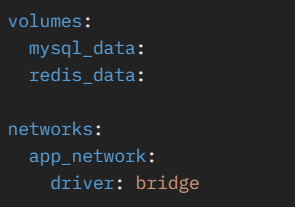 volumes:
  mysql_data:
  redis_data:

networks:
  app_network:
    driver: bridge